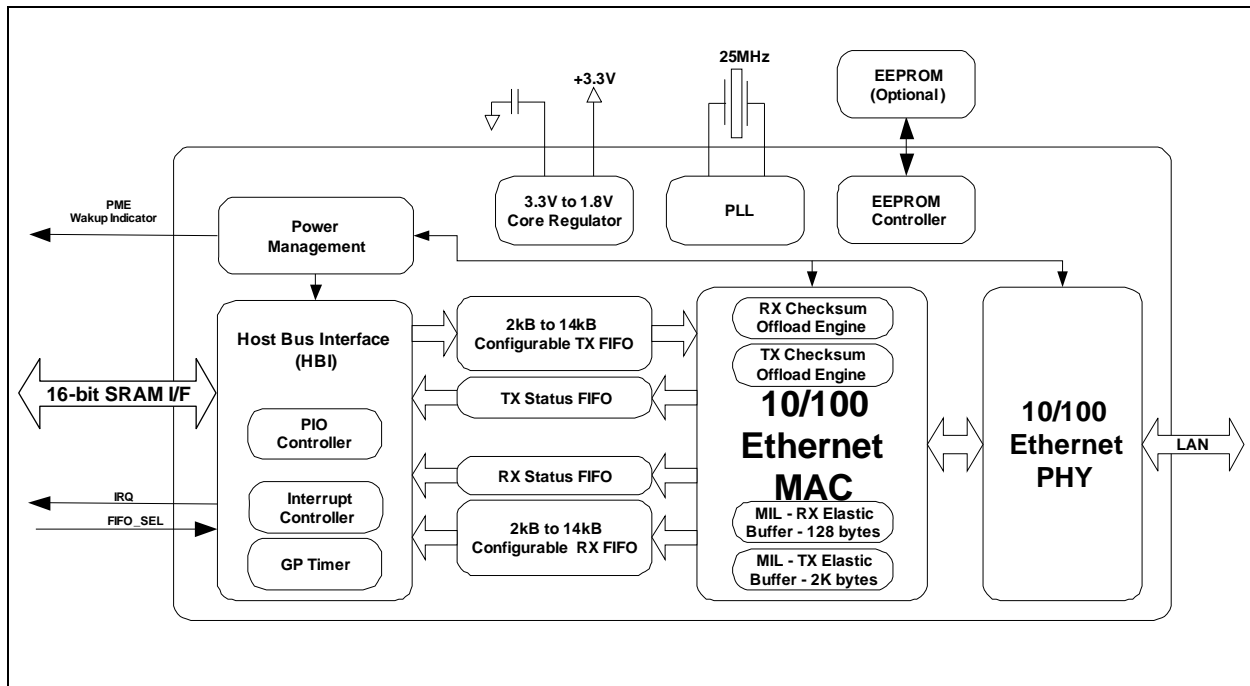 25MHz
+3.3V
EEPROM
(Optional)
3.3V to 1.8V
Core Regulator
PLL
EEPROM
Controller
PME
Wakup Indicator
Power
Management
Host Bus Interface
(HBI)
2kB to 14kB
Configurable TX FIFO
RX Checksum
Offload Engine
TX Checksum
Offload Engine
16-bit SRAM I/F
TX Status FIFO
10/100
Ethernet
MAC
10/100
Ethernet
PHY
LAN
PIO
Controller
RX Status FIFO
IRQ
FIFO_SEL
Interrupt
Controller
2kB to 14kB
Configurable RX FIFO
MIL - RX Elastic
Buffer - 128 bytes
GP Timer
MIL - TX Elastic
Buffer - 2K bytes